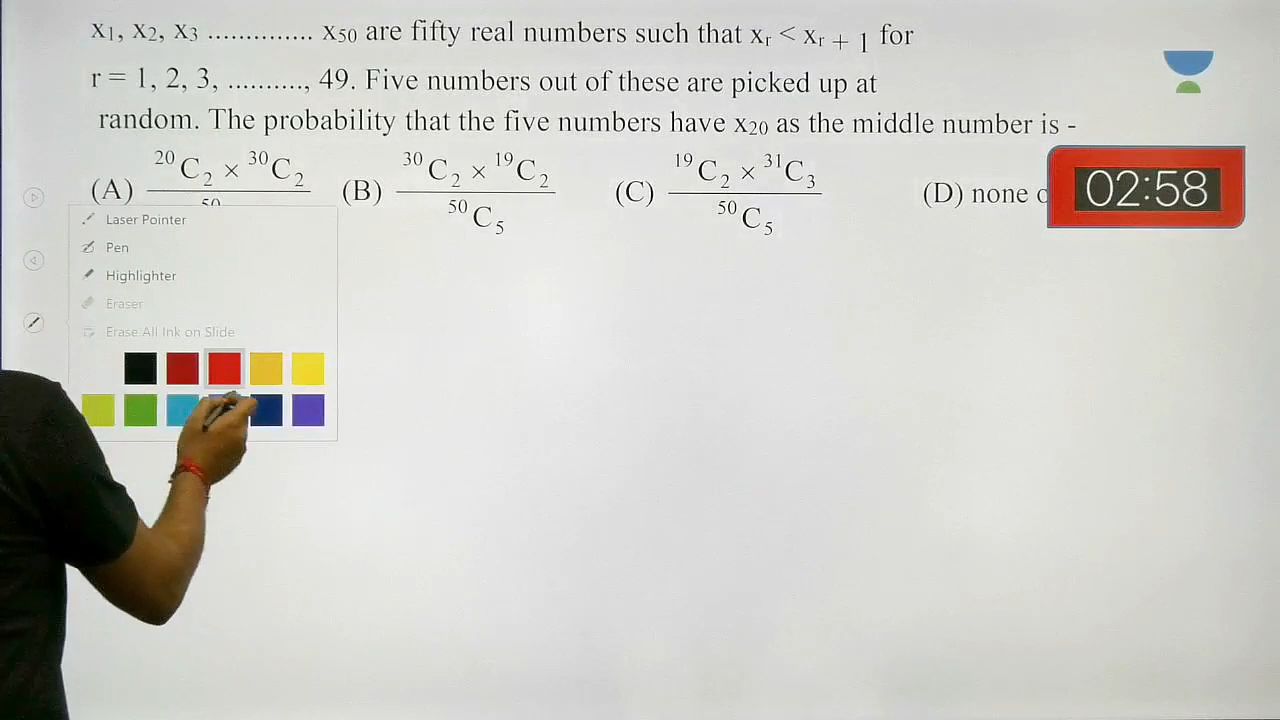 x₁, x₂, x₃ .............. x₅₀ are fifty real numbers such that xᵣ < xᵣ ₊ ₁ for
r = 1, 2, 3, .........., 49. Five numbers out of these are picked up at
random. The probability that the five numbers have x₂₀ as the middle number is -
(A) ²⁰C₂ × ³⁰C₂ / ⁵⁰ (B) ³⁰C₂ × ¹⁹C₂ / ⁵⁰C₅ (C) ¹⁹C₂ × ³¹C₃ / ⁵⁰C₅ (D) none
02:58
Laser Pointer
Pen
Highlighter
Eraser
Erase All Ink on Slide